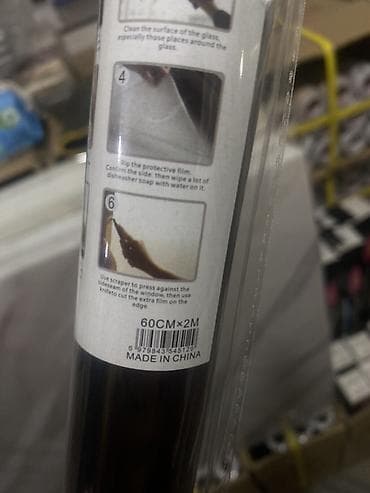 Clean the surface of the glass,
especially those places around the
glass.
4
Rip the protective film.
Confirm the side, then wipe a lot of
dishwasher soap with water on it.
6
Use scraper to press against the
sideseam of the window, then use
knifeto cut the extra film on the
edge.
60CM×2M
MADE IN CHINA